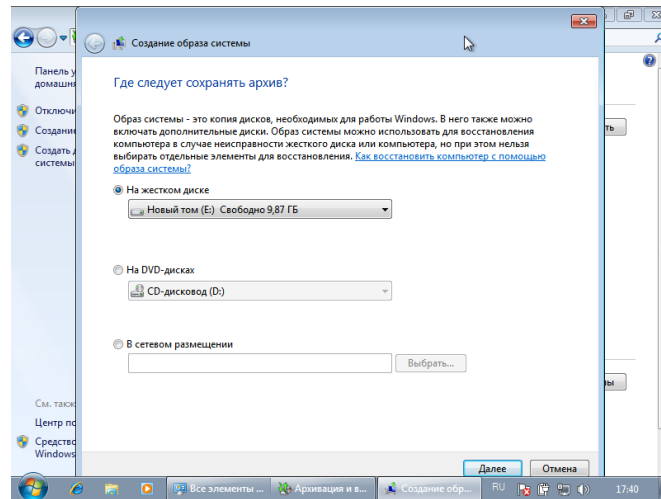 Создание образа системы
Панель у
домашн
Отключи
Создани
Создать
системы
Где следует сохранять архив?
Образ системы - это копия дисков, необходимых для работы Windows. В него также можно
включать дополнительные диски. Образ системы можно использовать для восстановления
компьютера в случае неисправности жесткого диска или компьютера, но при этом нельзя
выбирать отдельные элементы для восстановления. Как восстановить компьютер с помощью
образа системы?
На жестком диске
Новый том (E:) Свободно 9,87 ГБ
На DVD-дисках
CD-дисковод (D:)
В сетевом размещении
Выбрать...
ть
ы
См. такж
Центр по
Средство
Windows
Далее
Отмена
Все элементы ...
Архивация и в...
Создание обр...
RU
17:40